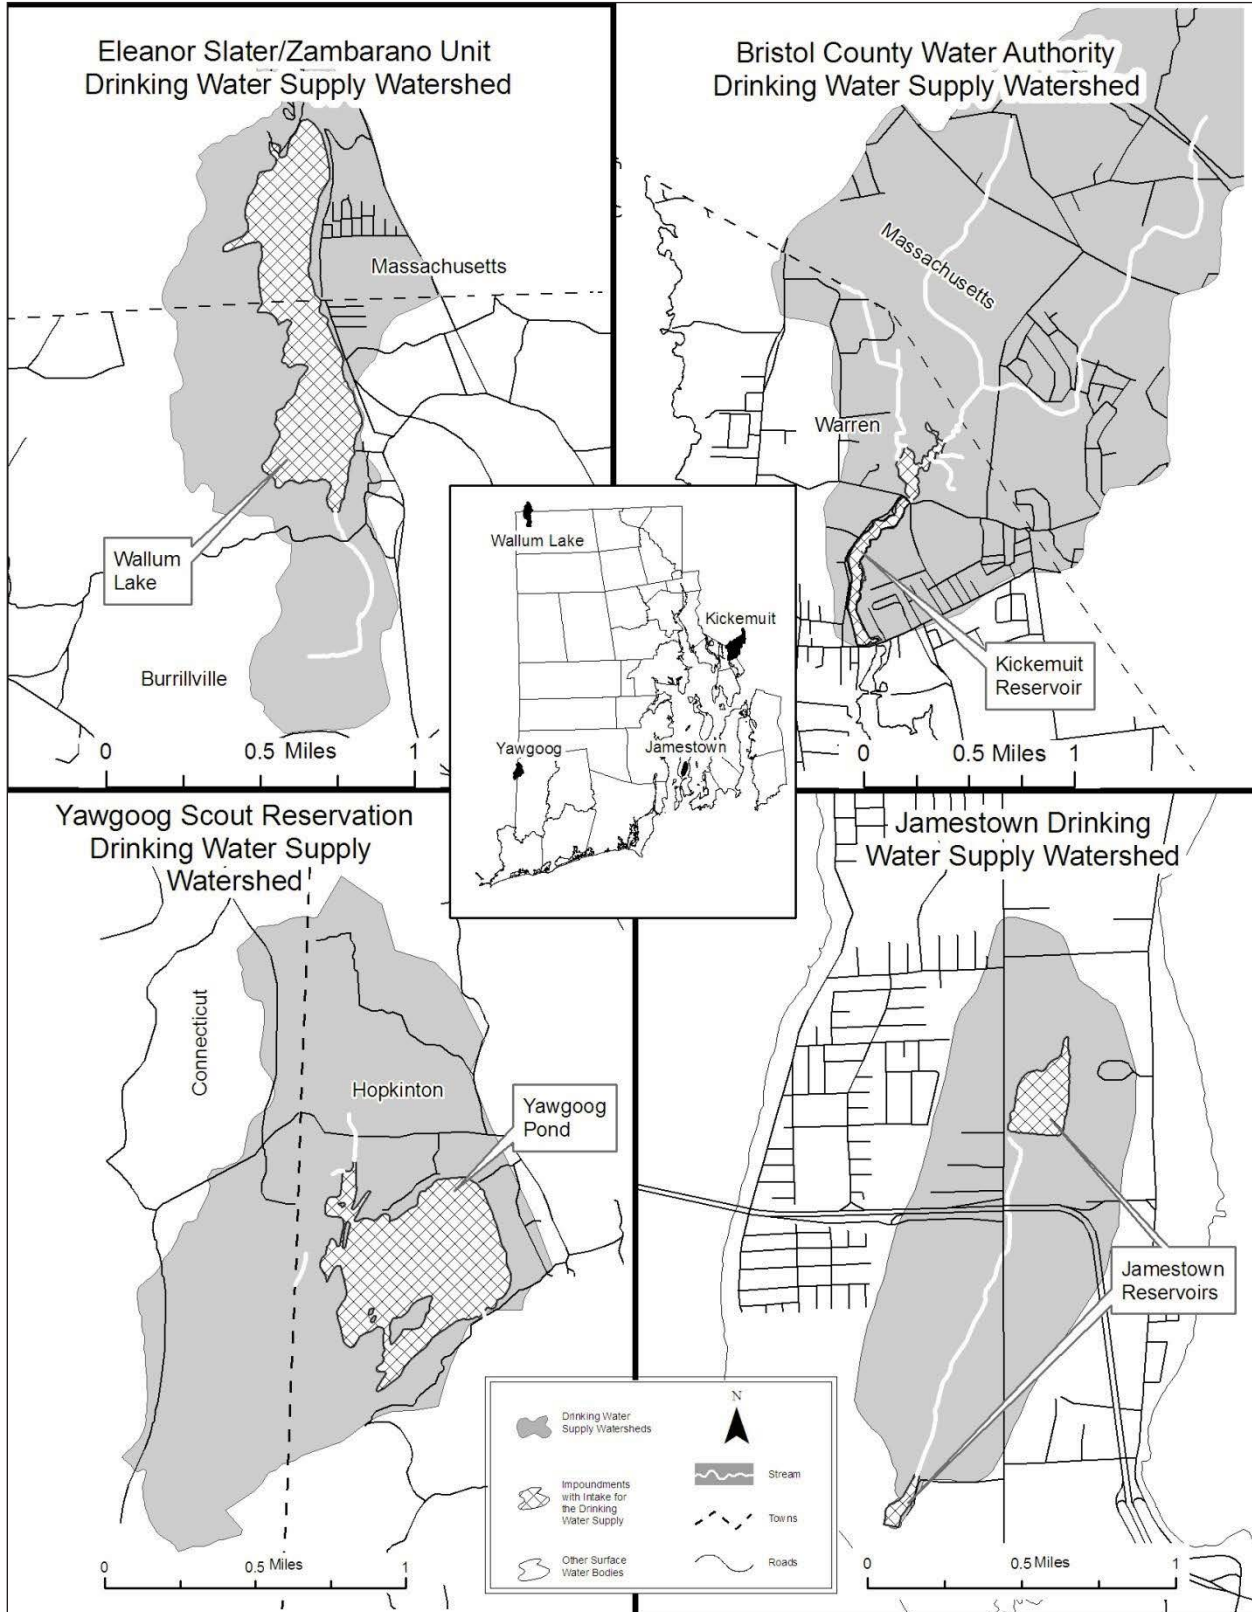 Eleanor Slater/Zambarano Unit
Drinking Water Supply Watershed
Massachusetts
Wallum
Lake
Burrillville
0 0.5 Miles 1
Bristol County Water Authority
Drinking Water Supply Watershed
Massachusetts
Warren
Kickemuit
Reservoir
0 0.5 Miles 1
Wallum Lake
Kickemuit
Yawgoog
Jamestown
Yawgoog Scout Reservation
Drinking Water Supply
Watershed
Connecticut
Hopkinton
Yawgoog
Pond
0 0.5 Miles 1
Jamestown Drinking
Water Supply Watershed
Jamestown
Reservoirs
0 0.5 Miles 1
Drinking Water
Supply Watersheds
Impoundments
with Intake for
the Drinking
Water Supply
Other Surface
Water Bodies
N
Stream
Towns
Roads